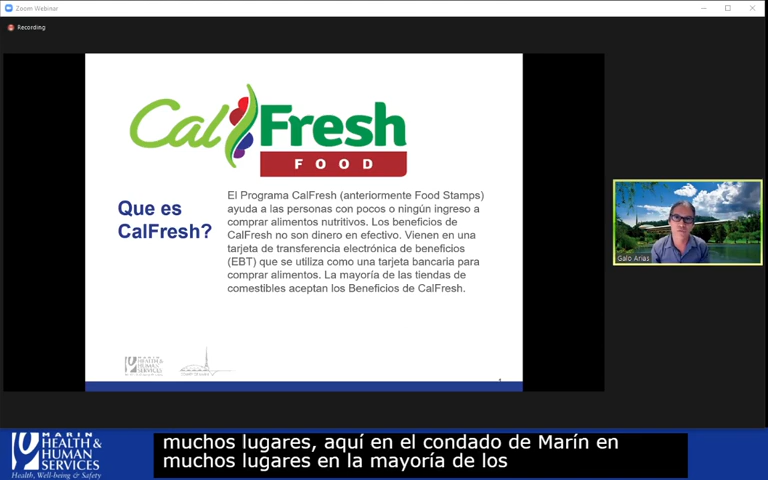 Zoom Webinar
Recording
CalFresh
FOOD
Que es
CalFresh?
El Programa CalFresh (anteriormente Food Stamps)
ayuda a las personas con pocos o ningún ingreso a
comprar alimentos nutritivos. Los beneficios de
CalFresh no son dinero en efectivo. Vienen en una
tarjeta de transferencia electrónica de beneficios
(EBT) que se utiliza como una tarjeta bancaria para
comprar alimentos. La mayoría de las tiendas de
comestibles aceptan los Beneficios de CalFresh.
Galo Arias
MARIN
HEALTH &
HUMAN
SERVICES
MARIN
HEALTH &
HUMAN
SERVICES
Health, Well-being & Safety
muchos lugares, aquí en el condado de Marín en
muchos lugares en la mayoría de los